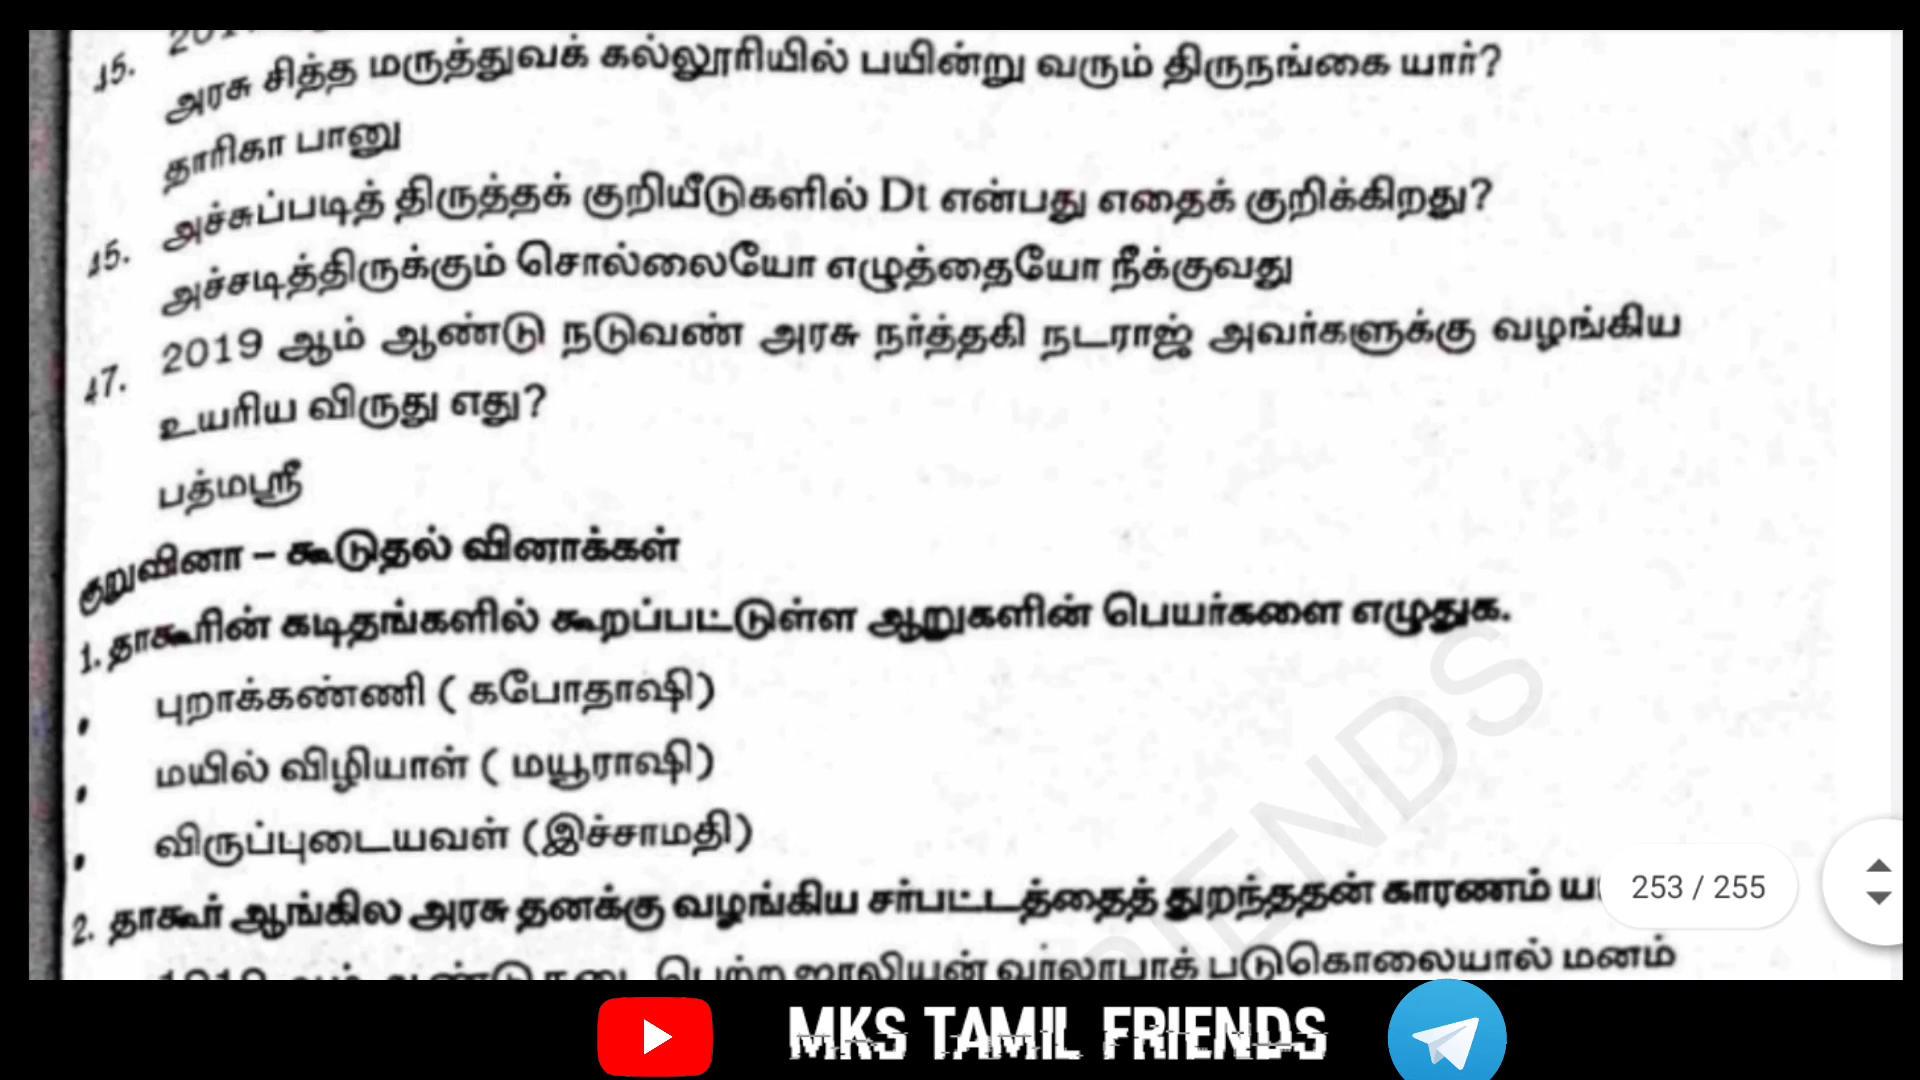 15.
அரசு சித்த மருத்துவக் கல்லூரியில் பயின்று வரும் திருநங்கை யார்?
தாரிகா பானு
15. அச்சுப்படித் திருத்தக் குறியீடுகளில் Dt என்பது எதைக் குறிக்கிறது?
அச்சடித்திருக்கும் சொல்லையோ எழுத்தையோ நீக்குவது
17. 2019 ஆம் ஆண்டு நடுவண் அரசு நர்த்தகி நடராஜ் அவர்களுக்கு வழங்கிய
உயரிய விருது எது?
பத்மஸ்ரீ
குறுவினா – கூடுதல் வினாக்கள்
1. தாகூரின் கடிதங்களில் கூறப்பட்டுள்ள ஆறுகளின் பெயர்களை எழுதுக.
• புறாக்கண்ணி ( கபோதாஷி)
• மயில் விழியாள் ( மயூராஷி)
• விருப்புடையவள் (இச்சாமதி)
2. தாகூர் ஆங்கில அரசு தனக்கு வழங்கிய சர்பட்டத்தைத் துறந்ததன் காரணம்
253 / 255
படுகொலையால் மனம்
MKS TAMIL FRIENDS